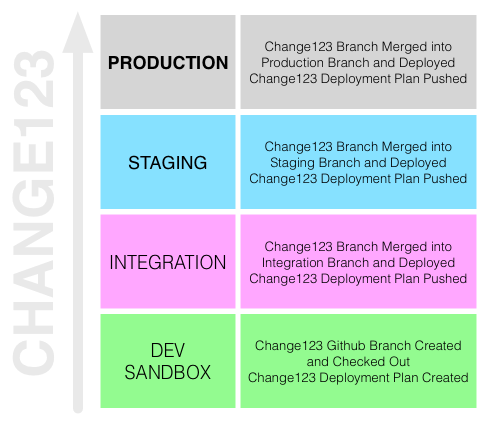 CHANGE123
PRODUCTION
Change123 Branch Merged into
Production Branch and Deployed
Change123 Deployment Plan Pushed
STAGING
Change123 Branch Merged into
Staging Branch and Deployed
Change123 Deployment Plan Pushed
INTEGRATION
Change123 Branch Merged into
Integration Branch and Deployed
Change123 Deployment Plan Pushed
DEV
SANDBOX
Change123 Github Branch Created
and Checked Out
Change123 Deployment Plan Created